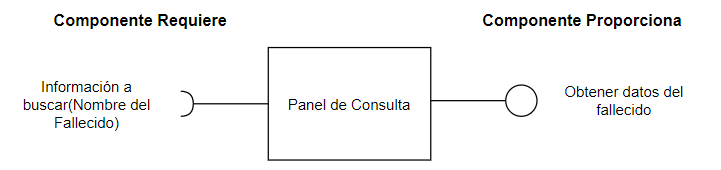 Componente Requiere
Componente Proporciona
Información a
buscar(Nombre del
Fallecido)
Panel de Consulta
Obtener datos del
fallecido